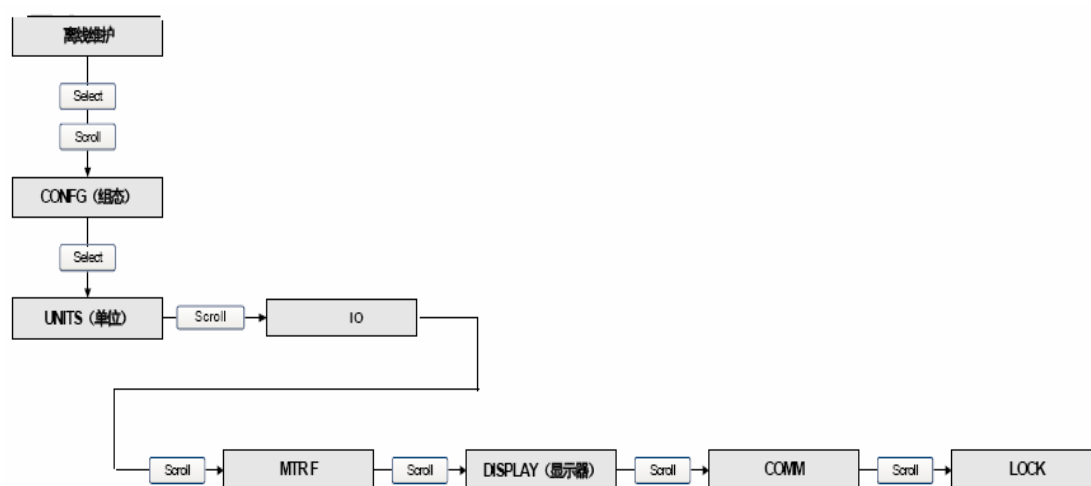 离线维护
Select
Scroll
CONFG（组态）
Select
UNITS（单位）
Scroll
IO
Scroll
MTR F
Scroll
DISPLAY（显示器）
Scroll
COMM
Scroll
LOCK